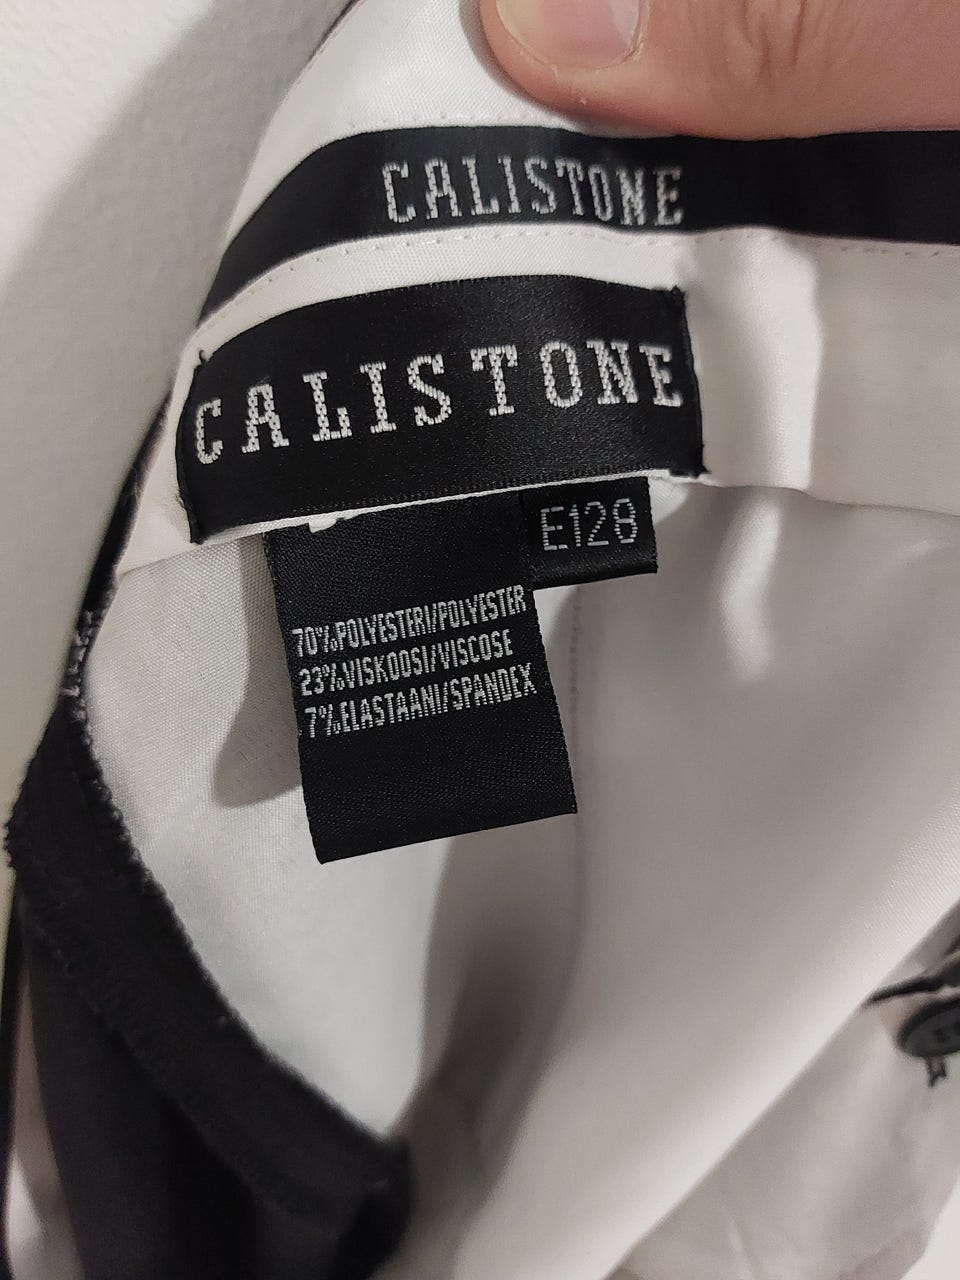 CALISTONE
CALISTONE
E128
70%POLYESTERI/POLYESTER
23%VISKOOSI/VISCOSE
7%ELASTAANI/SPANDEX